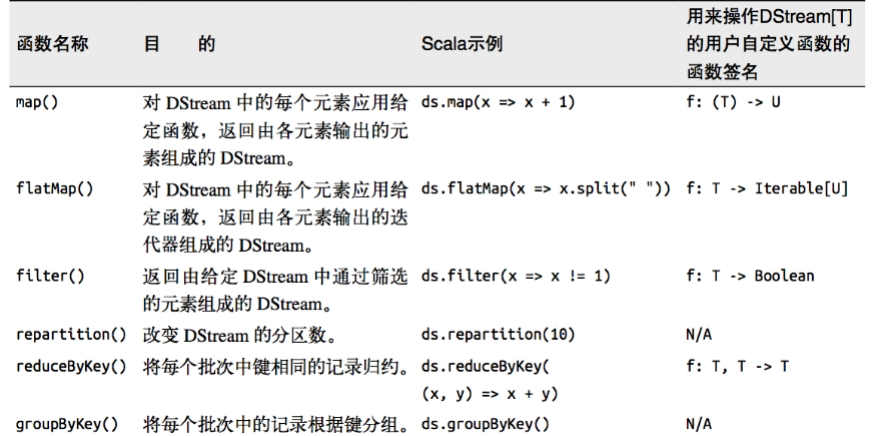 函数名称 目 的 Scala示例 用来操作DStream[T]
的用户自定义函数的
函数签名
map() 对 DStream 中的每个元素应用给 ds.map(x => x + 1) f: (T) -> U
定函数，返回由各元素输出的元
素组成的 DStream。
flatMap() 对 DStream 中的每个元素应用给 ds.flatMap(x => x.split(" ")) f: T -> Iterable[U]
定函数，返回由各元素输出的迭
代器组成的 DStream。
filter() 返回由给定 DStream 中通过筛选 ds.filter(x => x != 1) f: T -> Boolean
的元素组成的 DStream。
repartition() 改变 DStream 的分区数。 ds.repartition(10) N/A
reduceByKey() 将每个批次中键相同的记录归约。 ds.reduceByKey( f: T, T -> T
(x, y) => x + y)
groupByKey() 将每个批次中的记录根据键分组。 ds.groupByKey() N/A